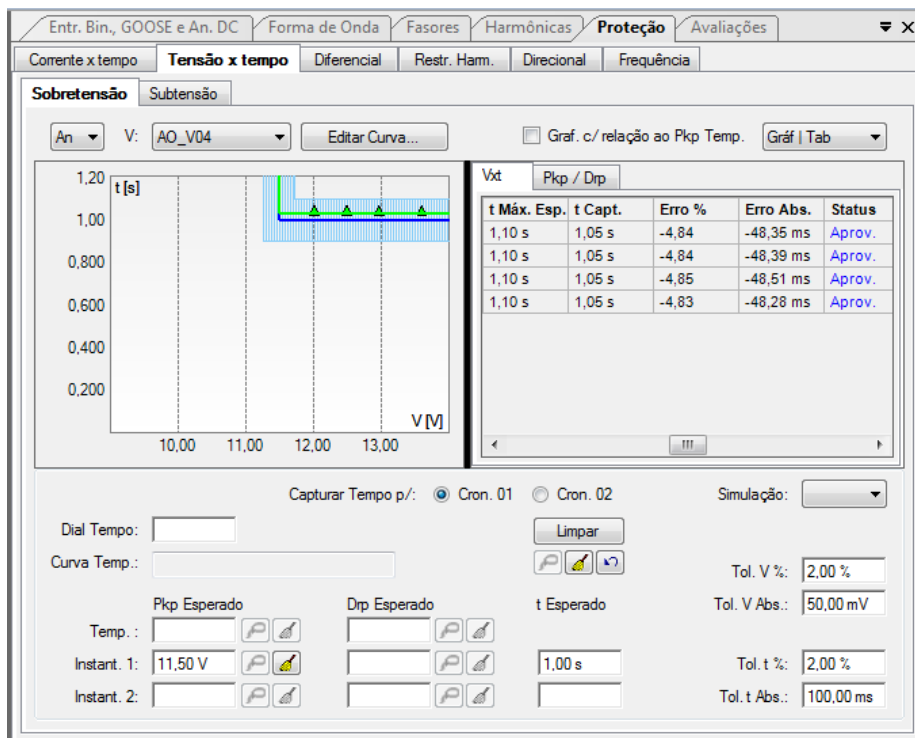 Entr. Bin., GOOSE e An. DC Forma de Onda Fasores Harmônicas Proteção Avaliações
Corrente x tempo Tensão x tempo Diferencial Restr. Harm. Direcional Frequência
Sobretensão Subtensão
An V: AO_V04 Editar Curva... Graf. c/ relação ao Pkp Temp. Gráf | Tab
1,20 t [s]
1,00
0,800
0,600
0,400
0,200
V [V]
10,00 11,00 12,00 13,00
Vxt Pkp / Drp
t Máx. Esp. t Capt. Erro % Erro Abs. Status
1,10 s 1,05 s -4,84 -48,35 ms Aprov.
1,10 s 1,05 s -4,84 -48,39 ms Aprov.
1,10 s 1,05 s -4,85 -48,51 ms Aprov.
1,10 s 1,05 s -4,83 -48,28 ms Aprov.
Capturar Tempo p/: Cron. 01 Cron. 02 Simulação:
Dial Tempo: Limpar
Curva Temp.: Tol. V %: 2,00 %
Pkp Esperado Drp Esperado t Esperado Tol. V Abs.: 50,00 mV
Temp. :
Instant. 1: 11,50 V 1,00 s Tol. t %: 2,00 %
Instant. 2: Tol. t Abs.: 100,00 ms